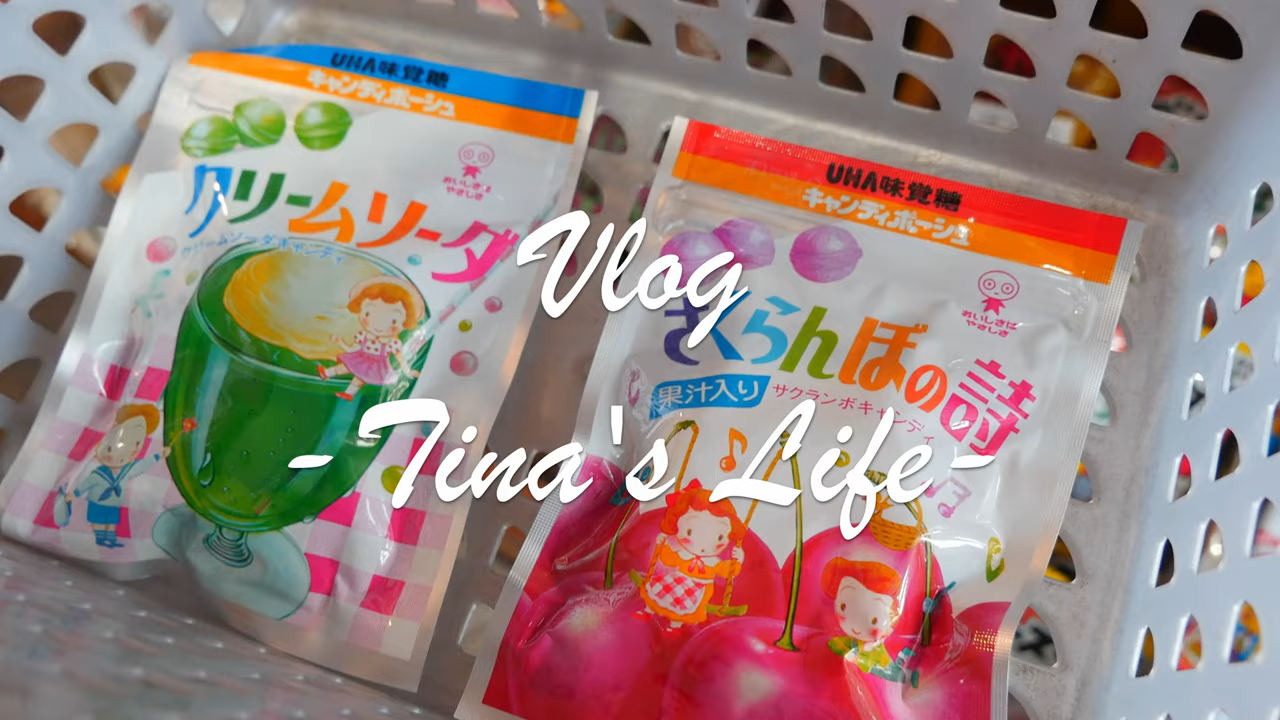 UHA味覚糖
キャンディポーシュ
おいしさは
やさしさ
クリームソーダ
クリームソーダキャンディ
UHA味覚糖
キャンディポーシュ
おいしさは
やさしさ
さくらんぼの詩
果汁入り
サクランボキャンディ
Vlog
-Tina's Life-